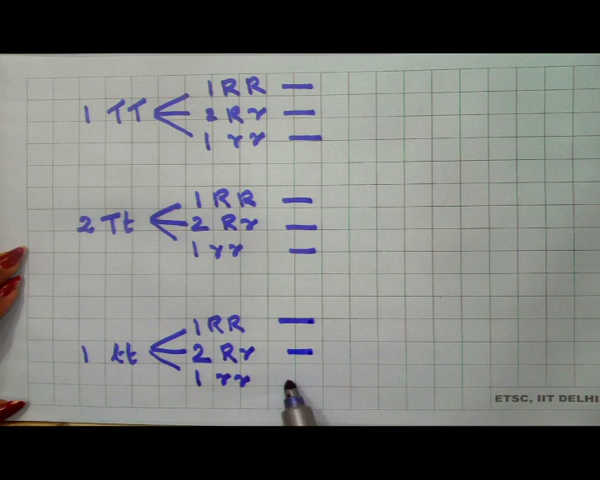 1 RR —
1 TT 2 Rr —
1 rr —
1 RR —
2 Tt 2 Rr —
1 rr —
1 RR —
1 tt 2 Rr —
1 rr
ETSC, IIT DELHI